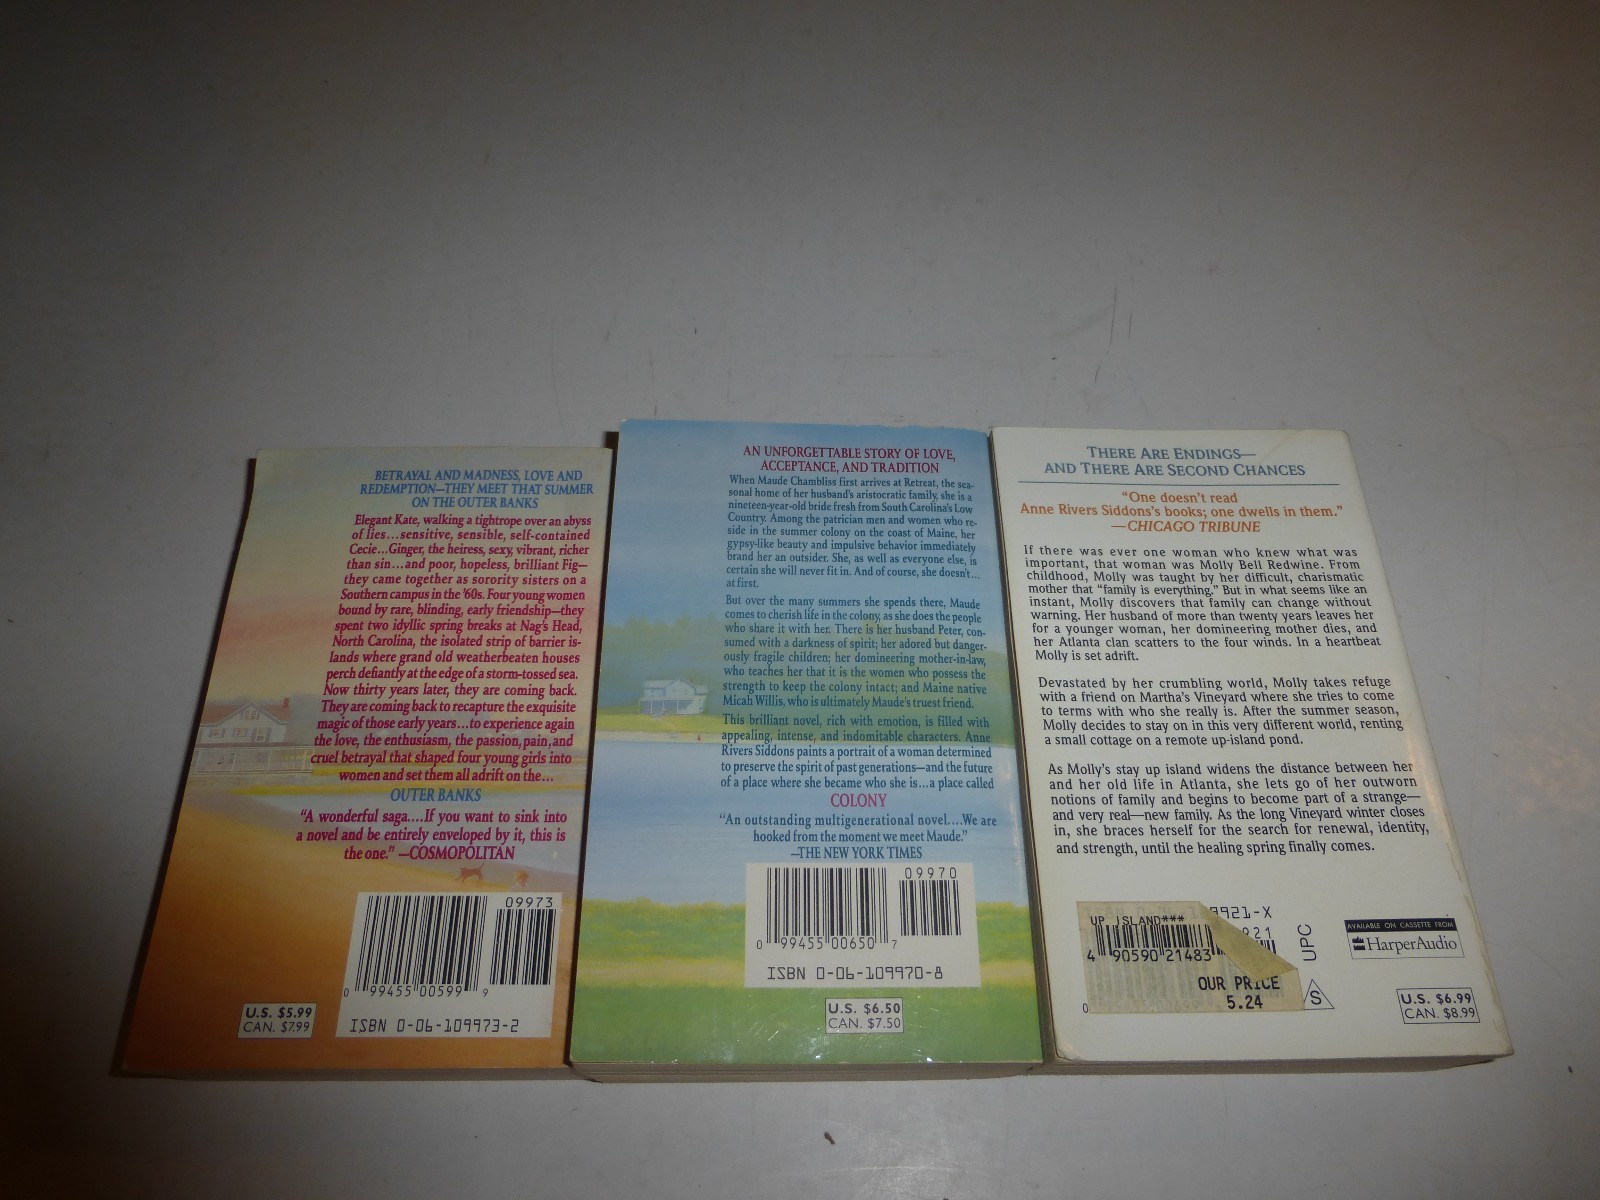 BETRAYAL AND MADNESS, LOVE AND
REDEMPTION—THEY MEET THAT SUMMER
ON THE OUTER BANKS
Elegant Kate, walking a tightrope over an abyss
of lies...sensitive, sensible, self-contained
Cecie...Ginger, the heiress, sexy, vibrant, richer
than sin...and poor, hopeless, brilliant Fig—
they came together as sorority sisters on a
Southern campus in the '60s. Four young women
bound by rare, blinding, early friendship—they
spent two idyllic spring breaks at Nag's Head,
North Carolina, the isolated strip of barrier is-
lands where grand old weatherbeaten houses
perch defiantly at the edge of a storm-tossed sea.
Now thirty years later, they are coming back.
They are coming back to recapture the exquisite
magic of those early years...to experience again
the love, the enthusiasm, the passion, pain, and
cruel betrayal that shaped four young girls into
women and set them all adrift on the...
OUTER BANKS
"A wonderful saga....If you want to sink into
a novel and be entirely enveloped by it, this is
the one." —COSMOPOLITAN
09973
0 99455 00599 9
ISBN 0-06-109973-2
U.S. $5.99
CAN. $7.99
AN UNFORGETTABLE STORY OF LOVE,
ACCEPTANCE, AND TRADITION
When Maude Chambliss first arrives at Retreat, the sea-
sonal home of her husband's aristocratic family, she is a
nineteen-year-old bride fresh from South Carolina's Low
Country. Among the patrician men and women who re-
side in the summer colony on the coast of Maine, her
gypsy-like beauty and impulsive behavior immediately
brand her an outsider. She, as well as everyone else, is
certain she will never fit in. And of course, she doesn't...
at first.
But over the many summers she spends there, Maude
comes to cherish life in the colony, as she does the people
who share it with her. There is her husband Peter, con-
sumed with a darkness of spirit; her adored but danger-
ously fragile children; her domineering mother-in-law,
who teaches her that it is the women who possess the
strength to keep the colony intact; and Maine native
Micah Willis, who is ultimately Maude's truest friend.
This brilliant novel, rich with emotion, is filled with
appealing, intense, and indomitable characters. Anne
Rivers Siddons paints a portrait of a woman determined
to preserve the spirit of past generations—and the future
of a place where she became who she is...a place called
COLONY
"An outstanding multigenerational novel....We are
hooked from the moment we meet Maude."
—THE NEW YORK TIMES
09970
0 99455 00650 7
ISBN 0-06-109970-8
U.S. $6.50
CAN. $7.50
THERE ARE ENDINGS—
AND THERE ARE SECOND CHANCES
"One doesn't read
Anne Rivers Siddons's books; one dwells in them."
—CHICAGO TRIBUNE
If there was ever one woman who knew what was
important, that woman was Molly Bell Redwine. From
childhood, Molly was taught by her difficult, charismatic
mother that "family is everything." But in what seems like an
instant, Molly discovers that family can change without
warning. Her husband of more than twenty years leaves her
for a younger woman, her domineering mother dies, and
her Atlanta clan scatters to the four winds. In a heartbeat
Molly is set adrift.
Devastated by her crumbling world, Molly takes refuge
with a friend on Martha's Vineyard where she tries to come
to terms with who she really is. After the summer season,
Molly decides to stay on in this very different world, renting
a small cottage on a remote up-island pond.
As Molly's stay up island widens the distance between her
and her old life in Atlanta, she lets go of her outworn
notions of family and begins to become part of a strange—
and very real—new family. As the long Vineyard winter closes
in, she braces herself for the search for renewal, identity,
and strength, until the healing spring finally comes.
9921-X
UP ISLAND***
921
4 90590 21483
OUR PRICE
5.24
0
UPC
S
AVAILABLE ON CASSETTE FROM
HarperAudio
U.S. $6.99
CAN. $8.99